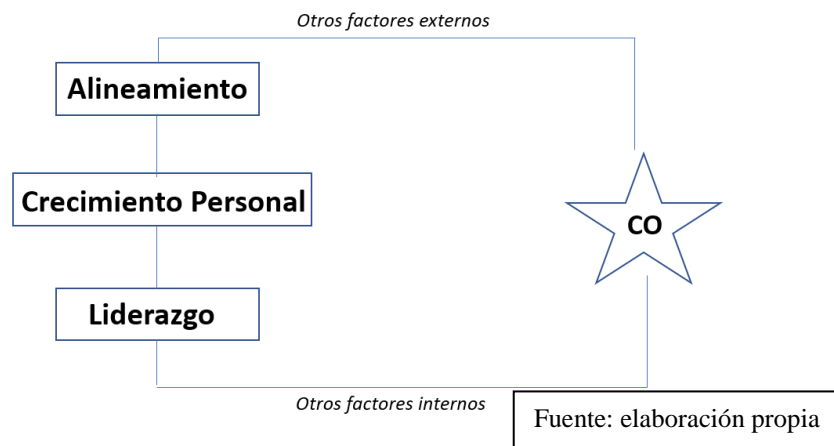 Otros factores externos
Alineamiento
Crecimiento Personal
CO
Liderazgo
Otros factores internos
Fuente: elaboración propia